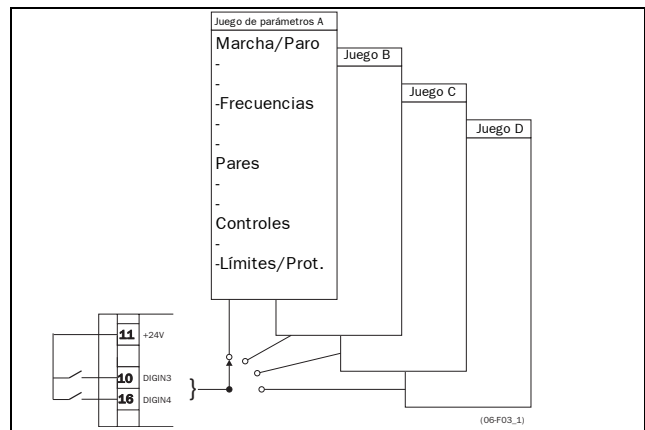 Juego de parámetros A
Marcha/Paro
-
-
-Frecuencias
-
-
Pares
-
-
Controles
-
-Límites/Prot.
Juego B
Juego C
Juego D
11 +24V
10 DIGIN3
16 DIGIN4
}
(06-F03_1)